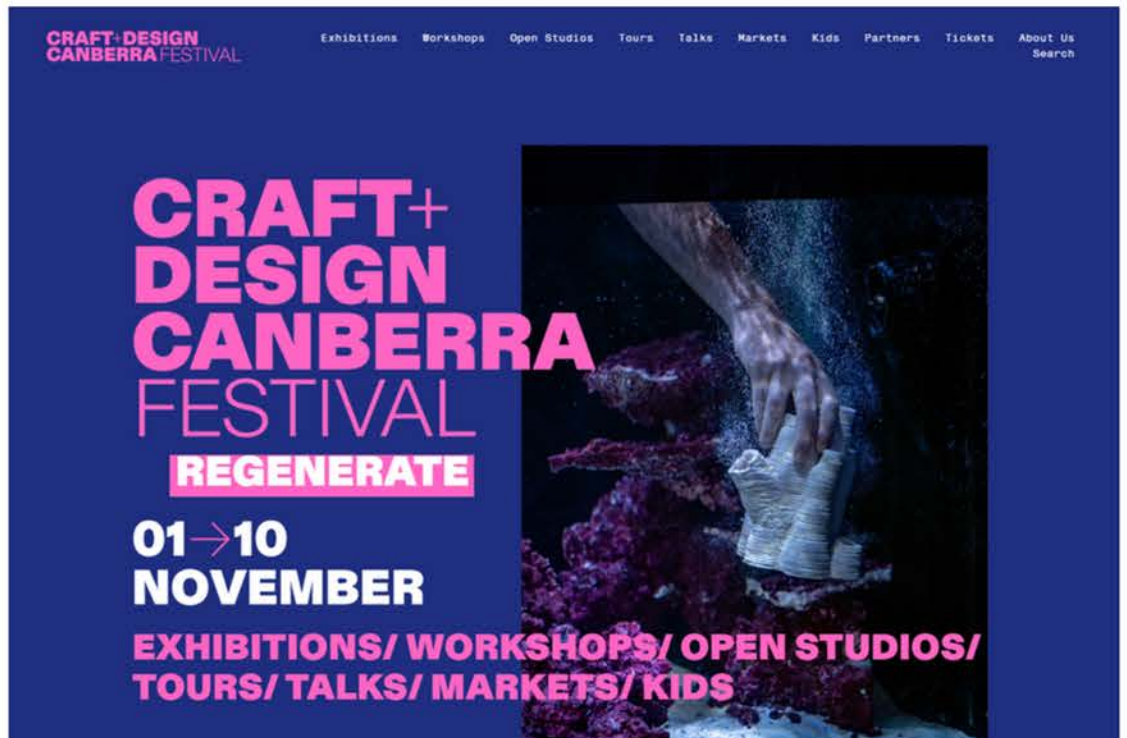 CRAFT+DESIGN
CANBERRA FESTIVAL
Exhibitions Workshops Open Studios Tours Talks Markets Kids Partners Tickets About Us
Search
CRAFT+
DESIGN
CANBERRA
FESTIVAL
REGENERATE
01→10
NOVEMBER
EXHIBITIONS/ WORKSHOPS/ OPEN STUDIOS/
TOURS/ TALKS/ MARKETS/ KIDS